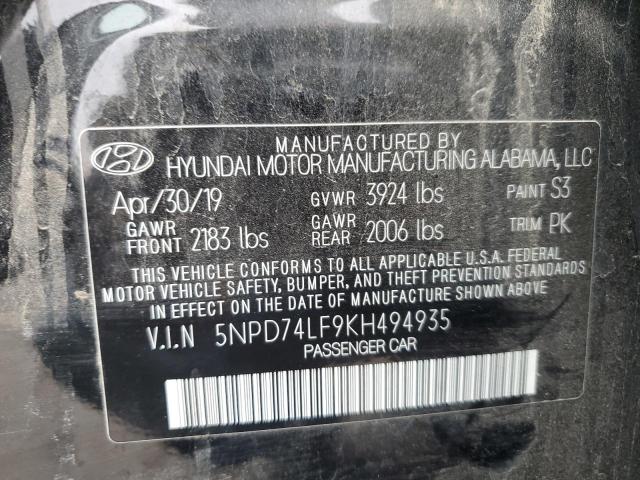 MANUFACTURED BY
HYUNDAI MOTOR MANUFACTURING ALABAMA, LLC
Apr/30/19 GVWR 3924 lbs PAINT S3
GAWR FRONT 2183 lbs GAWR REAR 2006 lbs TRIM PK
THIS VEHICLE CONFORMS TO ALL APPLICABLE U.S.A. FEDERAL
MOTOR VEHICLE SAFETY, BUMPER, AND THEFT PREVENTION STANDARDS
IN EFFECT ON THE DATE OF MANUFACTURE SHOWN ABOVE.
V.I.N 5NPD74LF9KH494935
PASSENGER CAR